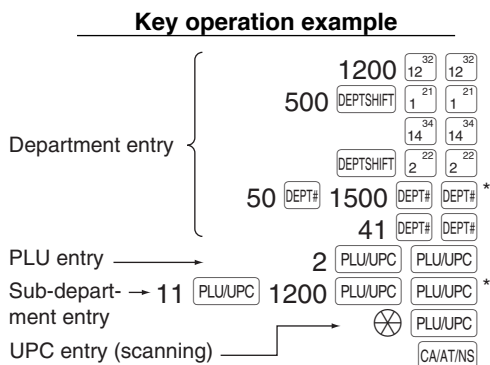 Key operation example
1200 12 32 12 32
500 DEPTSHIFT 1 21 1 21
14 34 14 34
Department entry
DEPTSHIFT 2 22 2 22
50 DEPT# 1500 DEPT# DEPT# *
41 DEPT# DEPT#
PLU entry 2 PLU/UPC PLU/UPC
Sub-depart- 11 PLU/UPC 1200 PLU/UPC PLU/UPC *
ment entry
PLU/UPC
UPC entry (scanning)
CA/AT/NS